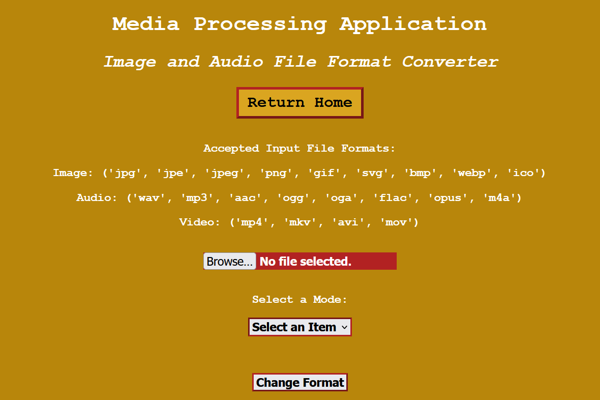 Media Processing Application
Image and Audio File Format Converter
Return Home
Accepted Input File Formats:
Image: ('jpg', 'jpe', 'jpeg', 'png', 'gif', 'svg', 'bmp', 'webp', 'ico')
Audio: ('wav', 'mp3', 'aac', 'ogg', 'oga', 'flac', 'opus', 'm4a')
Video: ('mp4', 'mkv', 'avi', 'mov')
Browse... No file selected.
Select a Mode:
Select an Item
Change Format